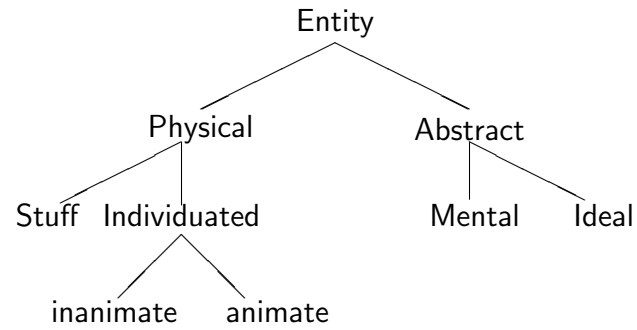 Entity
Physical Abstract
Stuff Individuated Mental Ideal
inanimate animate